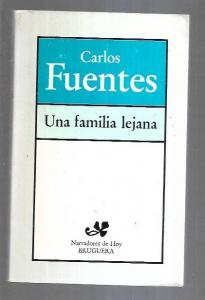 Carlos
Fuentes
Una familia lejana
Narradores de Hoy
BRUGUERA